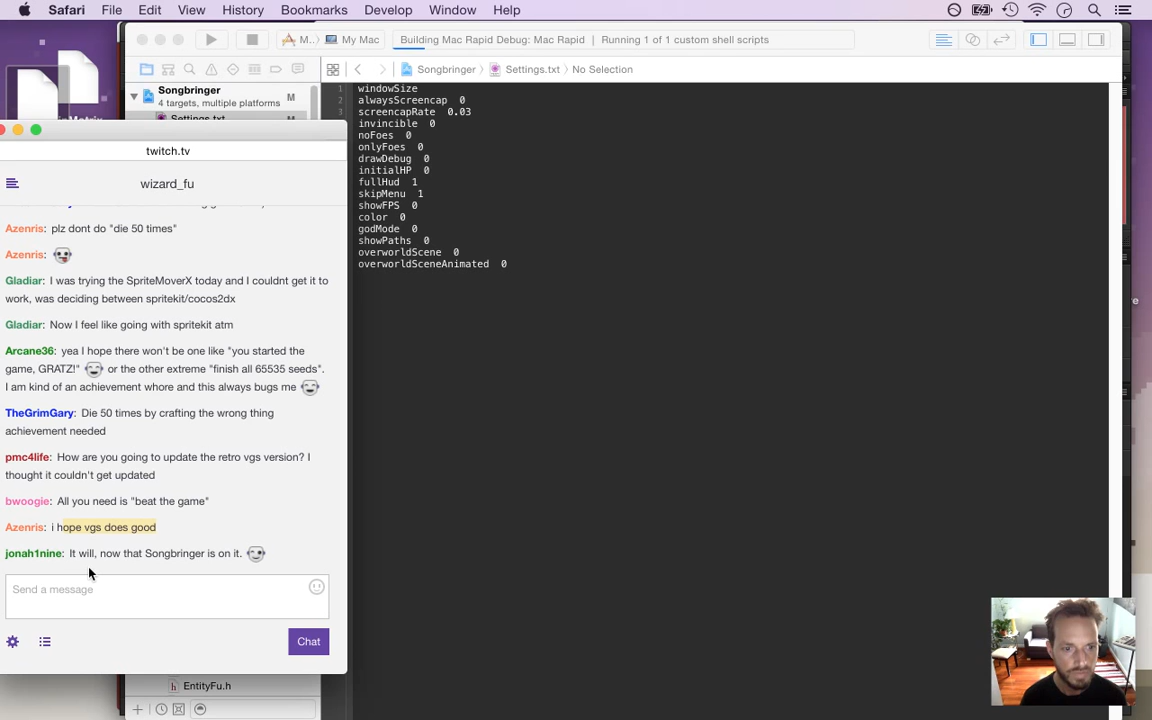 Safari File Edit View History Bookmarks Develop Window Help
M.. My Mac Building Mac Rapid Debug: Mac Rapid | Running 1 of 1 custom shell scripts
Songbringer Settings.txt No Selection
Songbringer M
4 targets, multiple platforms
Settings.txt
1 windowSize
2 alwaysScreencap 0
3 screencapRate 0.03
invincible 0
noFoes 0
onlyFoes 0
drawDebug 0
initialHP 0
fullHud 1
skipMenu 1
showFPS 0
color 0
godMode 0
showPaths 0
overworldScene 0
overworldSceneAnimated 0
twitch.tv
wizard_fu
Azenris: plz dont do "die 50 times"
Azenris:
Gladiar: I was trying the SpriteMoverX today and I couldnt get it to
work, was deciding between spritekit/cocos2dx
Gladiar: Now I feel like going with spritekit atm
Arcane36: yea I hope there won't be one like "you started the
game, GRATZ!" or the other extreme "finish all 65535 seeds".
I am kind of an achievement whore and this always bugs me
TheGrimGary: Die 50 times by crafting the wrong thing
achievement needed
pmc4life: How are you going to update the retro vgs version? I
thought it couldn't get updated
bwoogie: All you need is "beat the game"
Azenris: i hope vgs does good
jonah1nine: It will, now that Songbringer is on it.
Send a message
Chat
EntityFu.h